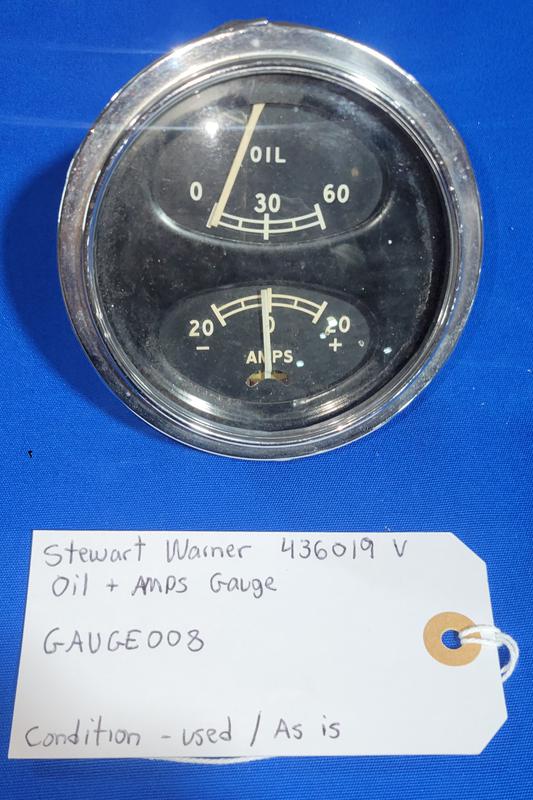 OIL
0 30 60
20 0 20
- +
AMPS
Stewart Warner 436019 V
Oil + AMPS Gauge
GAUGE008
Condition - used / As is